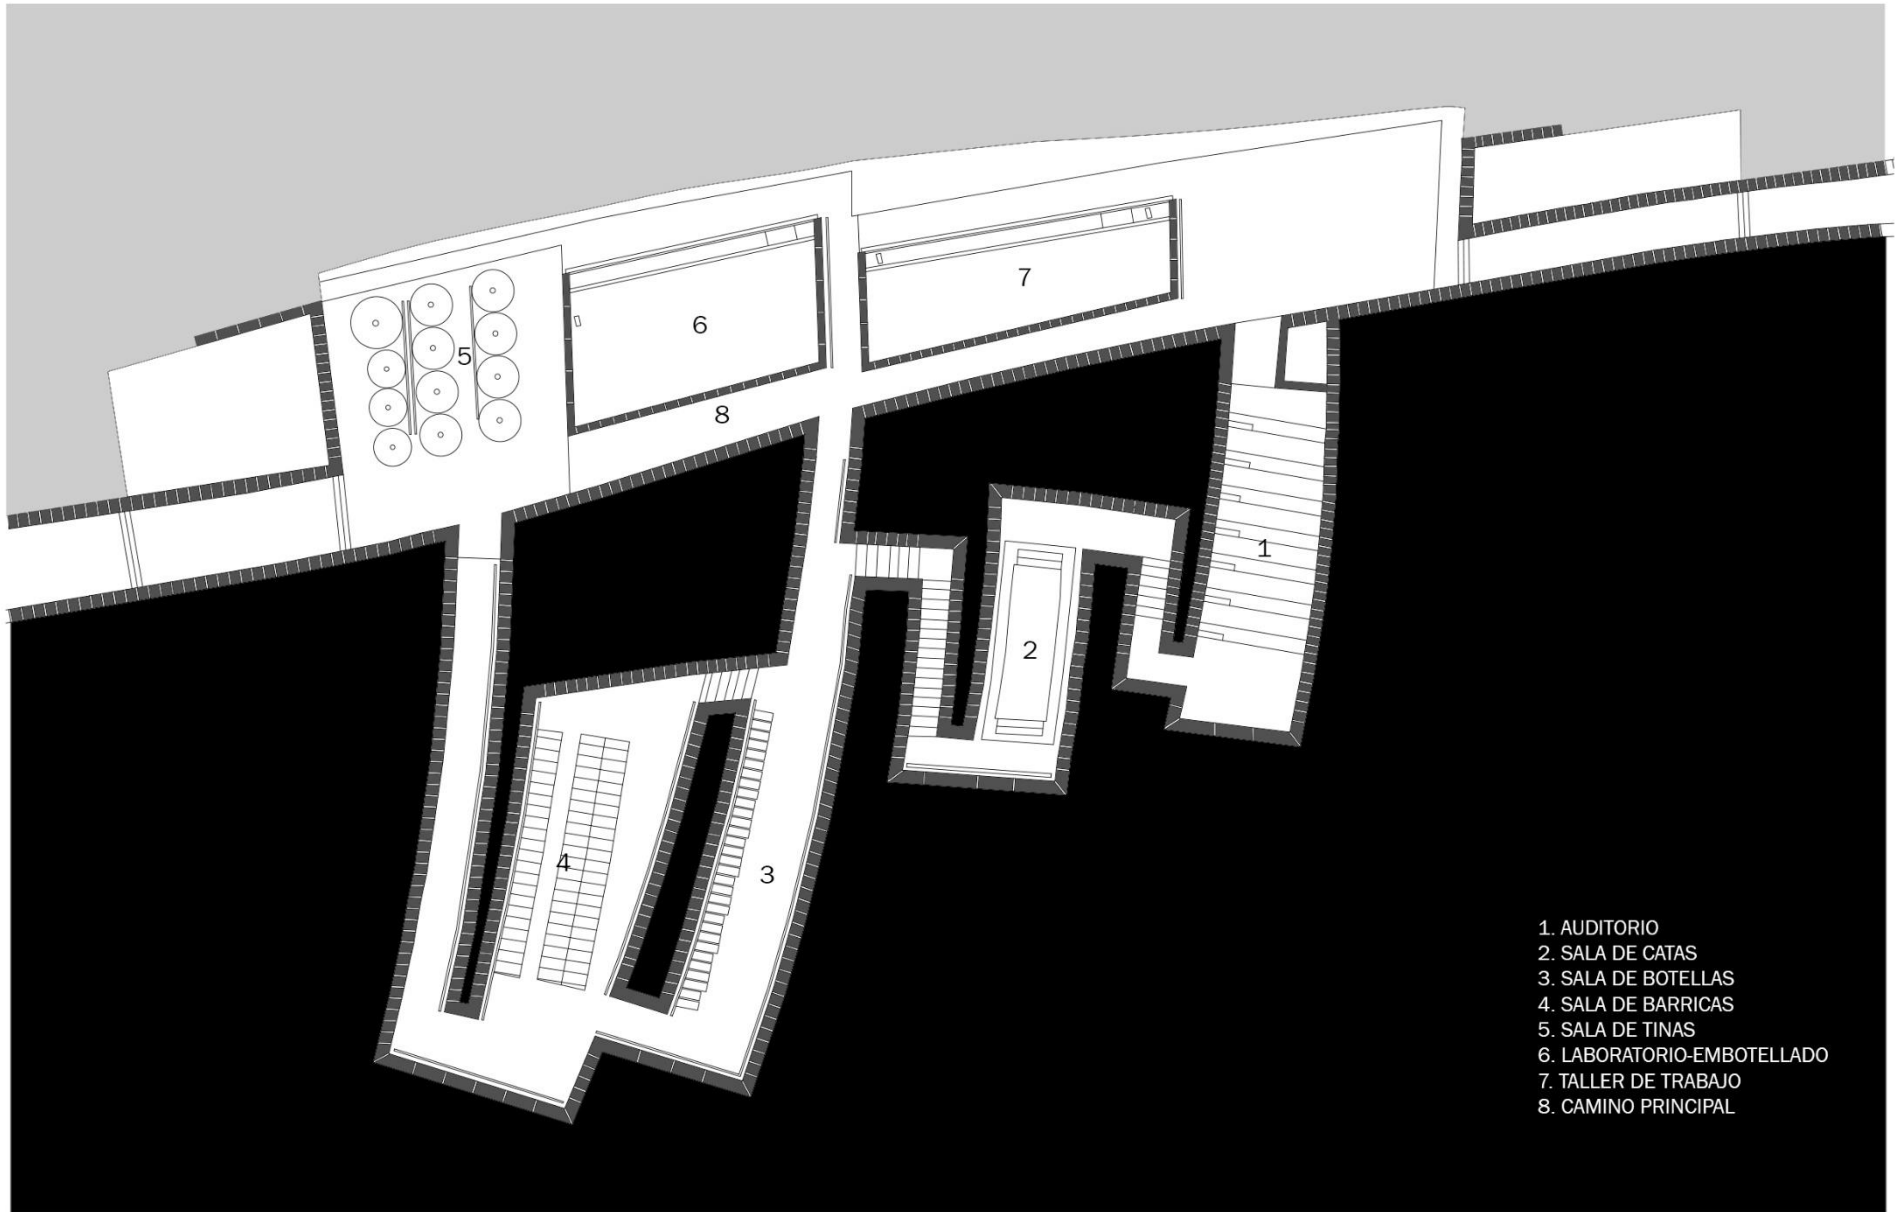 7
6
5
8
1
2
4
3
1. AUDITORIO
2. SALA DE CATAS
3. SALA DE BOTELLAS
4. SALA DE BARRICAS
5. SALA DE TINAS
6. LABORATORIO-EMBOTELLADO
7. TALLER DE TRABAJO
8. CAMINO PRINCIPAL